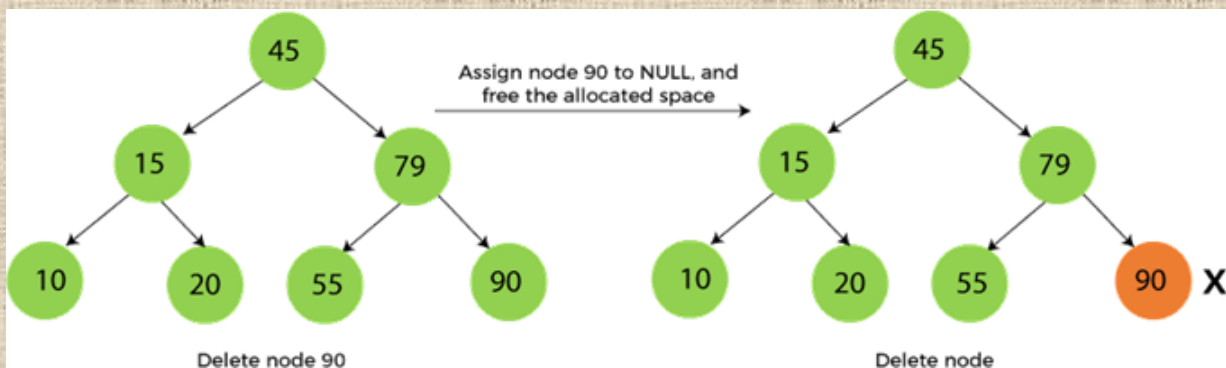 45
Assign node 90 to NULL, and
free the allocated space
45
15
79
15
79
10
20
55
90
10
20
55
90 X
Delete node 90
Delete node